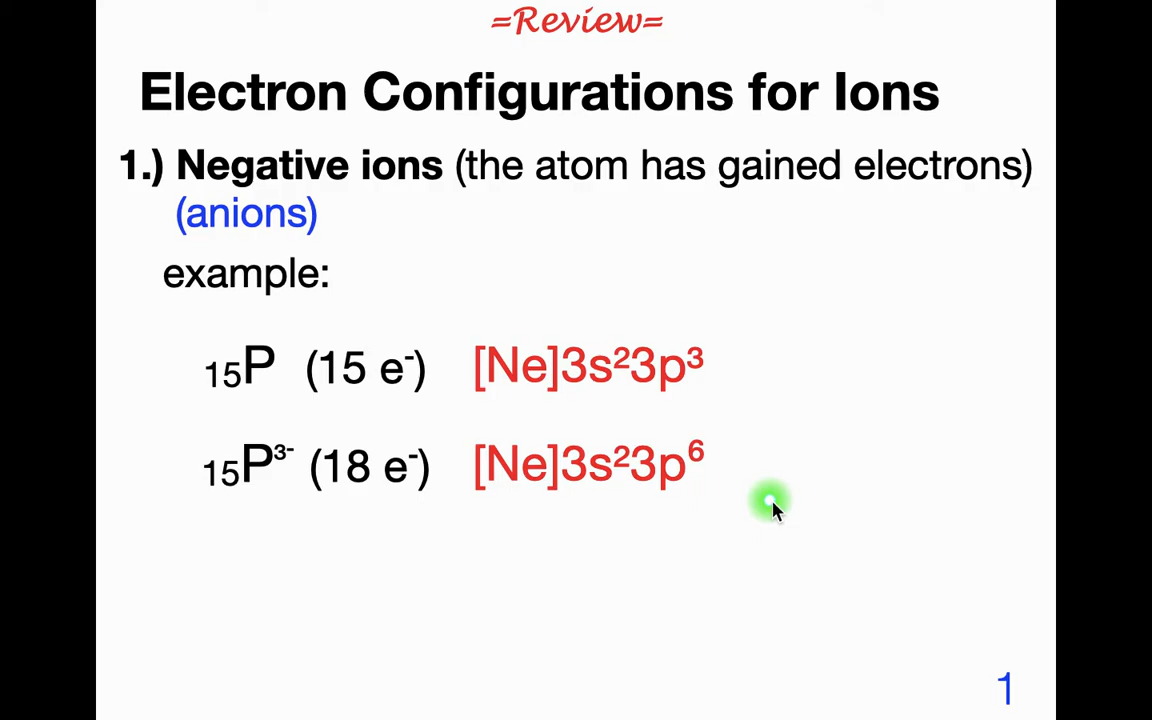 =Review=
Electron Configurations for Ions
1.) Negative ions (the atom has gained electrons)
(anions)
example:
₁₅P (15 e⁻) [Ne]3s²3p³
₁₅P³⁻ (18 e⁻) [Ne]3s²3p⁶
1